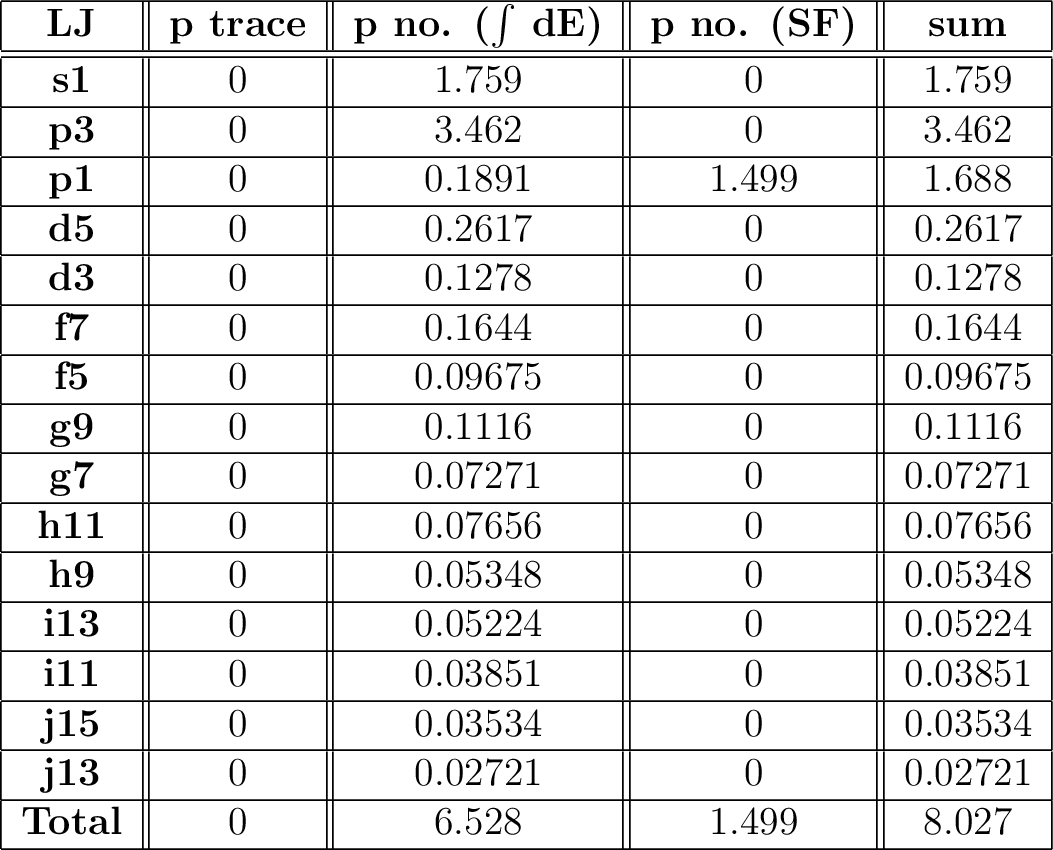 LJ p trace p no. (∫ dE) p no. (SF) sum
s1 0 1.759 0 1.759
p3 0 3.462 0 3.462
p1 0 0.1891 1.499 1.688
d5 0 0.2617 0 0.2617
d3 0 0.1278 0 0.1278
f7 0 0.1644 0 0.1644
f5 0 0.09675 0 0.09675
g9 0 0.1116 0 0.1116
g7 0 0.07271 0 0.07271
h11 0 0.07656 0 0.07656
h9 0 0.05348 0 0.05348
i13 0 0.05224 0 0.05224
i11 0 0.03851 0 0.03851
j15 0 0.03534 0 0.03534
j13 0 0.02721 0 0.02721
Total 0 6.528 1.499 8.027